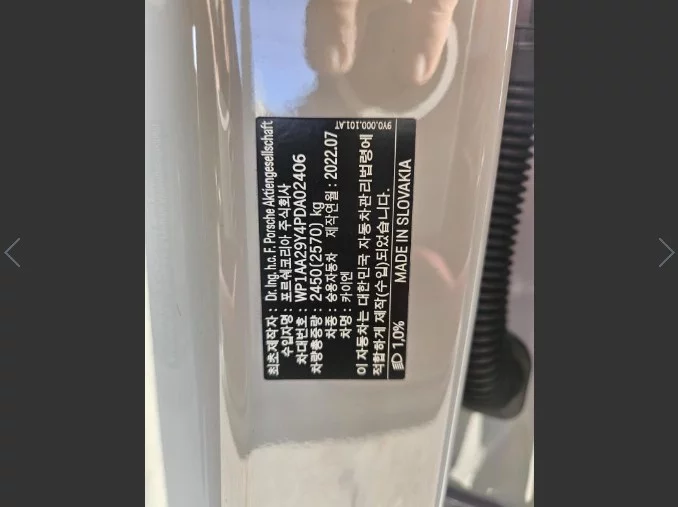 최초제작자 : Dr. Ing. h.c. F. Porsche Aktiengesellschaft
수입자명 : 포르쉐코리아 주식회사
차대번호 : WP1AA29Y4PDA02406
차량총중량 : 2450(2570) kg
차종 : 승용자동차 제작연월 : 2022.07
차명 : 카이엔
이 자동차는 대한민국 자동차관리법령에
적합하게 제작(수입)되었습니다.
1,0% MADE IN SLOVAKIA
9Y0.000.101.AT